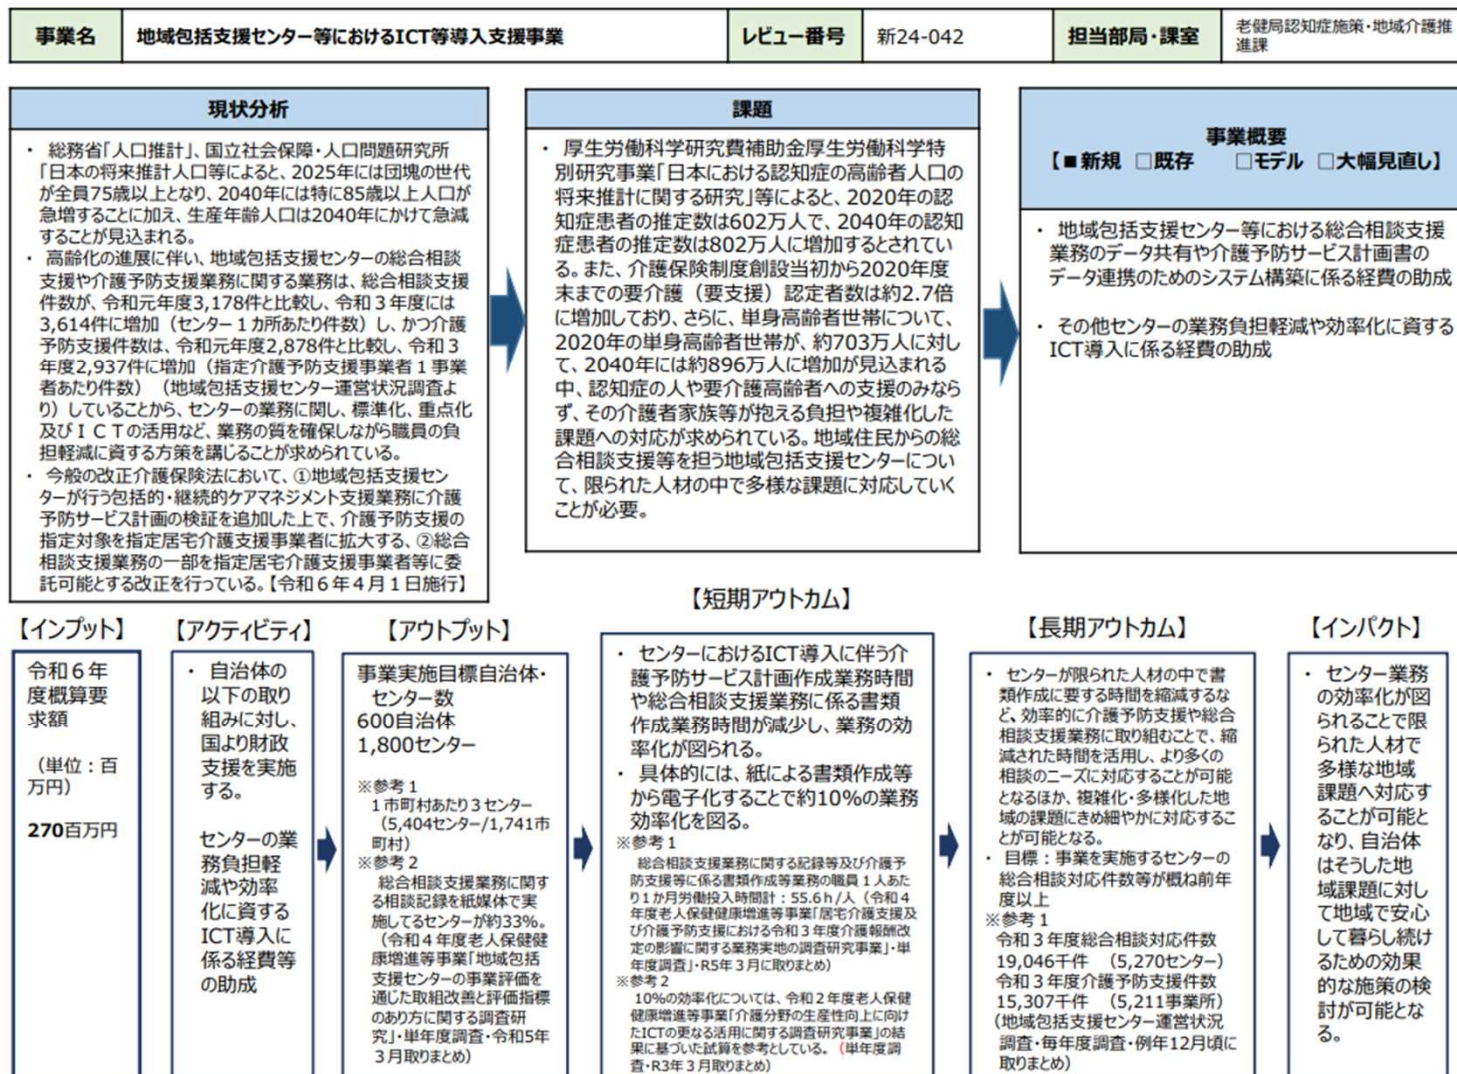 事業名
地域包括支援センター等におけるICT等導入支援事業
レビュー番号
新24-042
担当部局・課室
老健局認知症施策・地域介護推
進課
現状分析
・ 総務省「人口推計」、国立社会保障・人口問題研究所
「日本の将来推計人口等によると、2025年には団塊の世代
が全員75歳以上となり、2040年には特に85歳以上人口が
急増することに加え、生産年齢人口は2040年にかけて急減
することが見込まれる。
・ 高齢化の進展に伴い、地域包括支援センターの総合相談
支援や介護予防支援業務に関する業務は、総合相談支援
件数が、令和元年度3,178件と比較し、令和３年度には
3,614件に増加（センター１カ所あたり件数）し、かつ介護
予防支援件数は、令和元年度2,878件と比較し、令和３
年度2,937件に増加（指定介護予防支援事業者１事業
者あたり件数）（地域包括支援センター運営状況調査よ
り）していることから、センターの業務に関し、標準化、重点化
及びＩＣＴの活用など、業務の質を確保しながら職員の負
担軽減に資する方策を講じることが求められている。
・ 今般の改正介護保険法において、①地域包括支援セン
ターが行う包括的・継続的ケアマネジメント支援業務に介護
予防サービス計画の検証を追加した上で、介護予防支援の
指定対象を指定居宅介護支援事業者に拡大する、②総合
相談支援業務の一部を指定居宅介護支援事業者等に委
託可能とする改正を行っている。【令和６年４月１日施行】
課題
・ 厚生労働科学研究費補助金厚生労働科学特
別研究事業「日本における認知症の高齢者人口の
将来推計に関する研究」等によると、2020年の認
知症患者の推定数は602万人で、2040年の認知
症患者の推定数は802万人に増加するとされてい
る。また、介護保険制度創設当初から2020年度
末までの要介護（要支援）認定者数は約2.7倍
に増加しており、さらに、単身高齢者世帯について、
2020年の単身高齢者世帯が、約703万人に対し
て、2040年には約896万人に増加が見込まれる
中、認知症の人や要介護高齢者への支援のみなら
ず、その介護者家族等が抱える負担や複雑化した
課題への対応が求められている。地域住民からの総
合相談支援等を担う地域包括支援センターについ
て、限られた人材の中で多様な課題に対応していく
ことが必要。
事業概要
【■新規 □既存 □モデル □大幅見直し】
・ 地域包括支援センター等における総合相談支援
業務のデータ共有や介護予防サービス計画書の
データ連携のためのシステム構築に係る経費の助成
・ その他センターの業務負担軽減や効率化に資する
ICT導入に係る経費の助成
【インプット】
令和６年
度概算要
求額
（単位：百
万円）
270百万円
【アクティビティ】
・ 自治体の
以下の取り
組みに対し、
国より財政
支援を実施
する。
センターの業
務負担軽
減や効率
化に資する
ICT導入に
係る経費等
の助成
【アウトプット】
事業実施目標自治体・
センター数
600自治体
1,800センター
※参考１
１市町村あたり３センター
（5,404センター/1,741市
町村）
※参考２
総合相談支援業務に関す
る相談記録を紙媒体で実
施してるセンターが約33%。
（令和４年度老人保健健
康増進等事業「地域包括
支援センターの事業評価を
通じた取組改善と評価指標
のあり方に関する調査研
究」・単年度調査・令和5年
３月取りまとめ）
【短期アウトカム】
・ センターにおけるICT導入に伴う介
護予防サービス計画作成業務時間
や総合相談支援業務に係る書類
作成業務時間が減少し、業務の効
率化が図られる。
・ 具体的には、紙による書類作成等
から電子化することで約10%の業務
効率化を図る。
※参考１
総合相談支援業務に関する記録等及び介護予
防支援等に係る書類作成等業務の職員１人あた
り１か月労働投入時間計：55.6ｈ/人（令和４
年度老人保健健康増進等事業「居宅介護支援及
び介護予防支援における令和３年度介護報酬改
定の影響に関する業務実地の調査研究事業」・単
年度調査」・R5年３月に取りまとめ）
※参考２
10%の効率化については、令和２年度老人保健
健康増進等事業「介護分野の生産性向上に向け
たICTの更なる活用に関する調査研究事業」の結
果に基づいた試算を参考としている。（単年度調
査・R3年３月取りまとめ）
【長期アウトカム】
・ センターが限られた人材の中で書
類作成に要する時間を縮減するな
ど、効率的に介護予防支援や総合
相談支援業務に取り組むことで、縮
減された時間を活用し、より多くの
相談のニーズに対応することが可能
となるほか、複雑化・多様化した地
域の課題にきめ細やかに対応するこ
とが可能となる。
・ 目標：事業を実施するセンターの
総合相談対応件数等が概ね前年
度以上
※参考１
令和３年度総合相談対応件数
19,046千件 （5,270センター）
令和３年度介護予防支援件数
15,307千件 （5,211事業所）
（地域包括支援センター運営状況
調査・毎年度調査・例年12月頃に
取りまとめ）
【インパクト】
・ センター業務
の効率化が図
られることで限
られた人材で
多様な地域
課題へ対応す
ることが可能と
なり、自治体
はそうした地
域課題に対し
て地域で安心
して暮らし続け
るための効果
的な施策の検
討が可能とな
る。